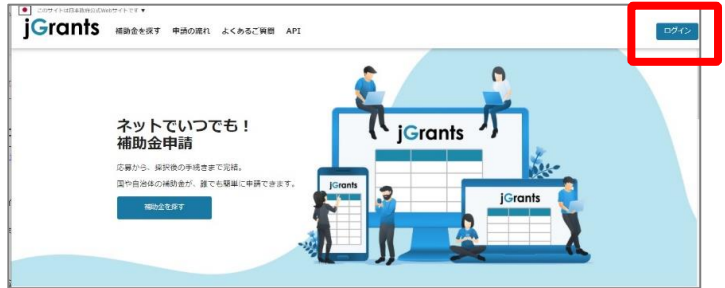 このサイトは日本政府公式Webサイトです ▼
jGrants
補助金を探す 申請の流れ よくあるご質問 API
ログイン
ネットでいつでも!
補助金申請
応募から、採択後の手続きまで完結。
国や自治体の補助金が、誰でも簡単に申請できます。
補助金を探す
jGrants
jGrants
jGrants